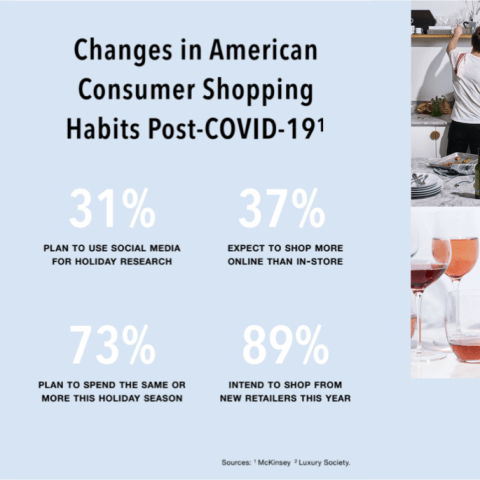 Changes in American
Consumer Shopping
Habits Post-COVID-19¹
31%
PLAN TO USE SOCIAL MEDIA
FOR HOLIDAY RESEARCH
37%
EXPECT TO SHOP MORE
ONLINE THAN IN-STORE
73%
PLAN TO SPEND THE SAME OR
MORE THIS HOLIDAY SEASON
89%
INTEND TO SHOP FROM
NEW RETAILERS THIS YEAR
Sources: ¹ McKinsey ² Luxury Society.